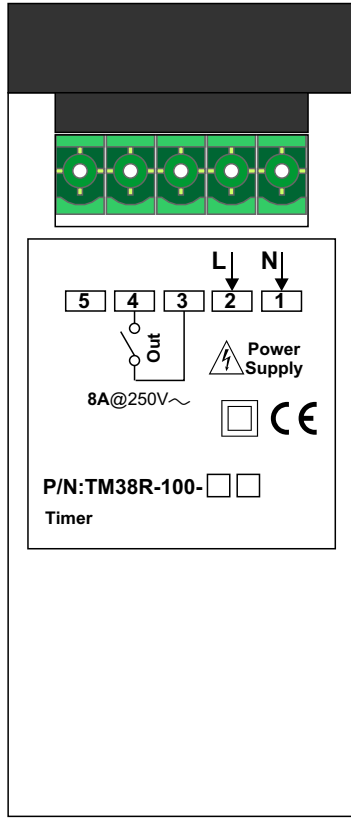 L N
5 4 3 2 1
Out
Power
Supply
8A@250V～
CE
P/N:TM38R-100-
Timer